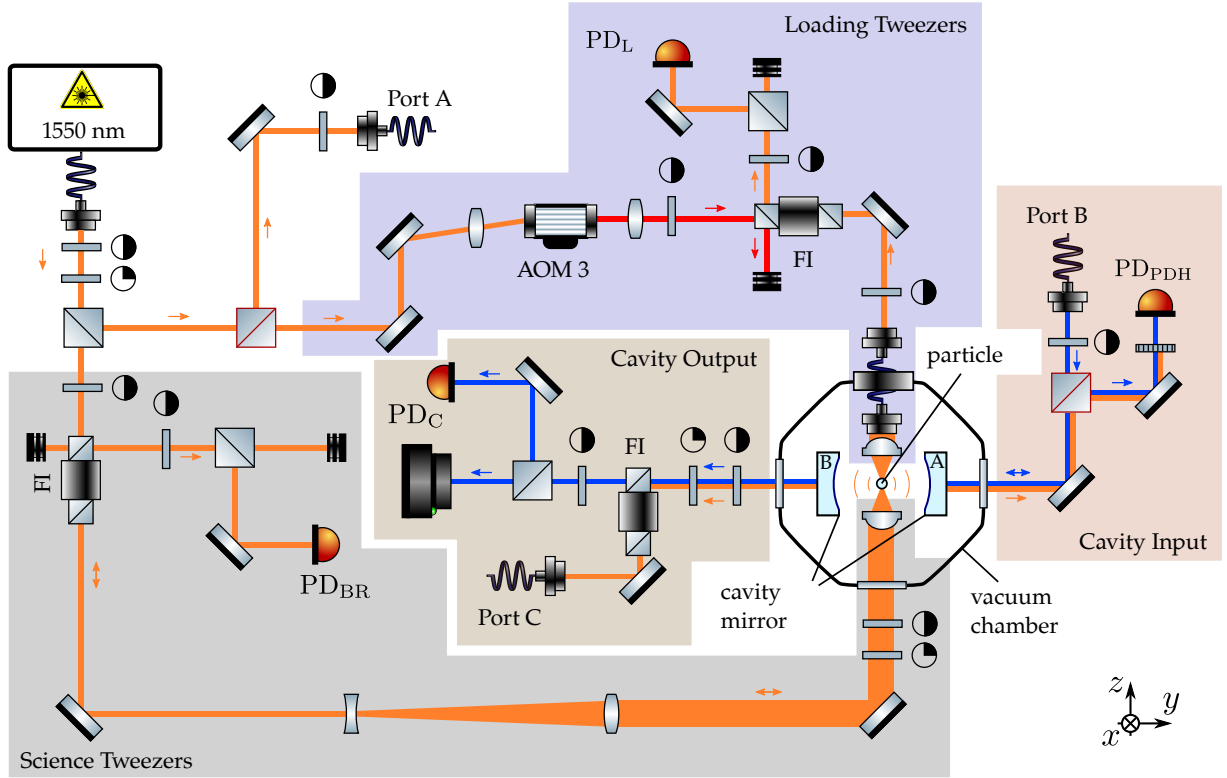 Loading Tweezers
PD_L
1550 nm
Port A
AOM 3
FI
Port B
PD_PDH
Cavity Output
particle
PD_C
FI
B
A
FI
Cavity Input
PD_BR
Port C
cavity
mirror
vacuum
chamber
z
y
x
Science Tweezers